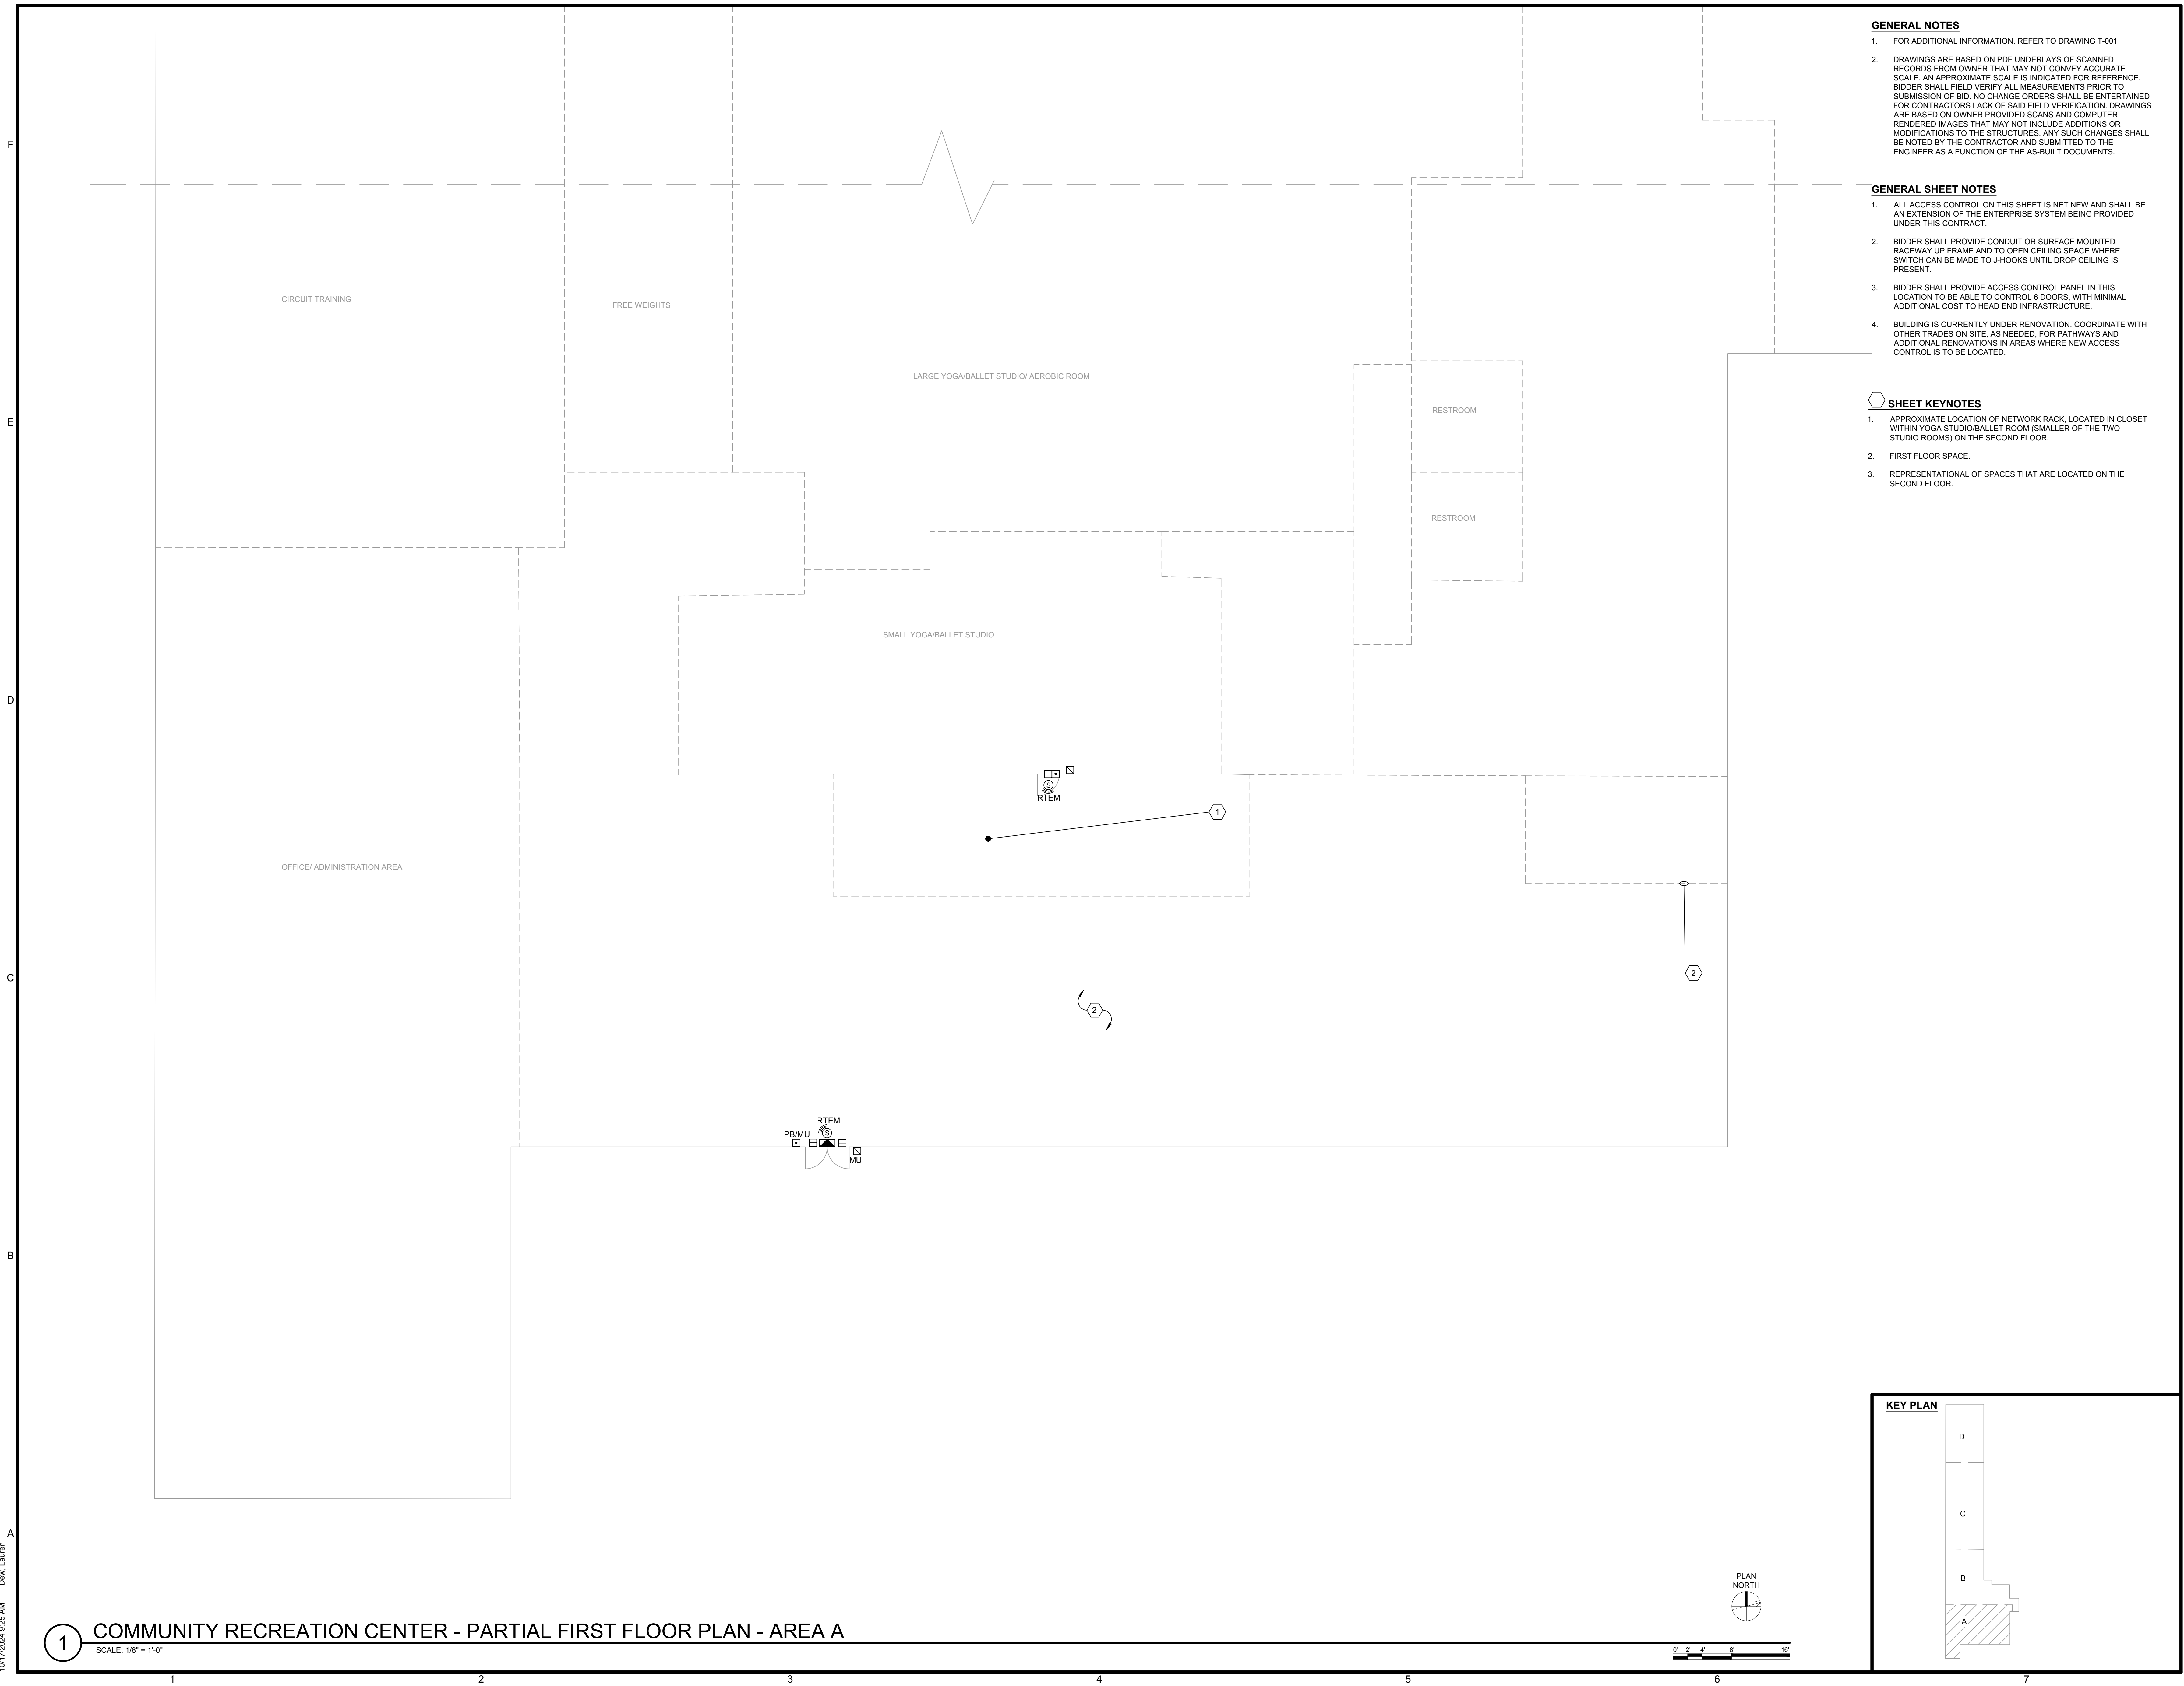 GENERAL NOTES
1. FOR ADDITIONAL INFORMATION, REFER TO DRAWING T-001
2. DRAWINGS ARE BASED ON PDF UNDERLAYS OF SCANNED
RECORDS FROM OWNER THAT MAY NOT CONVEY ACCURATE
SCALE. AN APPROXIMATE SCALE IS INDICATED FOR REFERENCE.
BIDDER SHALL FIELD VERIFY ALL MEASUREMENTS PRIOR TO
SUBMISSION OF BID. NO CHANGE ORDERS SHALL BE ENTERTAINED
FOR CONTRACTORS LACK OF SAID FIELD VERIFICATION. DRAWINGS
ARE BASED ON OWNER PROVIDED SCANS AND COMPUTER
RENDERED IMAGES THAT MAY NOT INCLUDE ADDITIONS OR
MODIFICATIONS TO THE STRUCTURES. ANY SUCH CHANGES SHALL
BE NOTED BY THE CONTRACTOR AND SUBMITTED TO THE
ENGINEER AS A FUNCTION OF THE AS-BUILT DOCUMENTS.
GENERAL SHEET NOTES
1. ALL ACCESS CONTROL ON THIS SHEET IS NET NEW AND SHALL BE
AN EXTENSION OF THE ENTERPRISE SYSTEM BEING PROVIDED
UNDER THIS CONTRACT.
2. BIDDER SHALL PROVIDE CONDUIT OR SURFACE MOUNTED
RACEWAY UP FRAME AND TO OPEN CEILING SPACE WHERE
SWITCH CAN BE MADE TO J-HOOKS UNTIL DROP CEILING IS
PRESENT.
3. BIDDER SHALL PROVIDE ACCESS CONTROL PANEL IN THIS
LOCATION TO BE ABLE TO CONTROL 6 DOORS, WITH MINIMAL
ADDITIONAL COST TO HEAD END INFRASTRUCTURE.
4. BUILDING IS CURRENTLY UNDER RENOVATION. COORDINATE WITH
OTHER TRADES ON SITE, AS NEEDED, FOR PATHWAYS AND
ADDITIONAL RENOVATIONS IN AREAS WHERE NEW ACCESS
CONTROL IS TO BE LOCATED.
SHEET KEYNOTES
1. APPROXIMATE LOCATION OF NETWORK RACK, LOCATED IN CLOSET
WITHIN YOGA STUDIO/BALLET ROOM (SMALLER OF THE TWO
STUDIO ROOMS) ON THE SECOND FLOOR.
2. FIRST FLOOR SPACE.
3. REPRESENTATIONAL OF SPACES THAT ARE LOCATED ON THE
SECOND FLOOR.
F
E
D
C
B
A
CIRCUIT TRAINING
FREE WEIGHTS
LARGE YOGA/BALLET STUDIO/ AEROBIC ROOM
RESTROOM
RESTROOM
SMALL YOGA/BALLET STUDIO
S
RTEM
1
OFFICE/ ADMINISTRATION AREA
2
2
RTEM
S
PB/MU
MU
KEY PLAN
D
C
B
A
PLAN
NORTH
0' 2' 4' 8' 16'
1
COMMUNITY RECREATION CENTER - PARTIAL FIRST FLOOR PLAN - AREA A
SCALE: 1/8" = 1'-0"
1 2 3 4 5 6 7
10/17/2024 9:25 AM Dew, Lauren